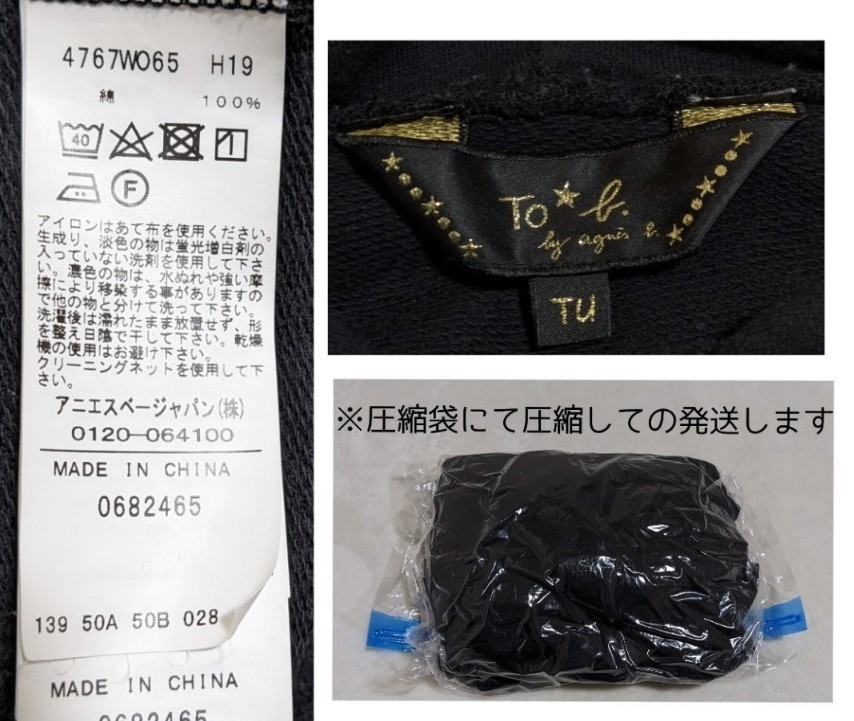 4767W065 H19
綿 100%
40
F
アイロンはあて布を使用ください。
生成り、淡色の物は蛍光増白剤の
入っていない洗剤を使用して下さ
い。濃色の物は、水ぬれや強い摩
擦により移染する事がありますの
で他の物と分けて洗って下さい。
洗濯後は濡れたまま放置せず、形
を整え日陰で干して下さい。乾燥
機の使用はお避け下さい。
クリーニングネットを使用して下
さい。
アニエスベージャパン(株)
0120-064100
MADE IN CHINA
0682465
139 50A 50B 028
MADE IN CHINA
0682465
To★b.
by agnès b.
TU
※圧縮袋にて圧縮しての発送します